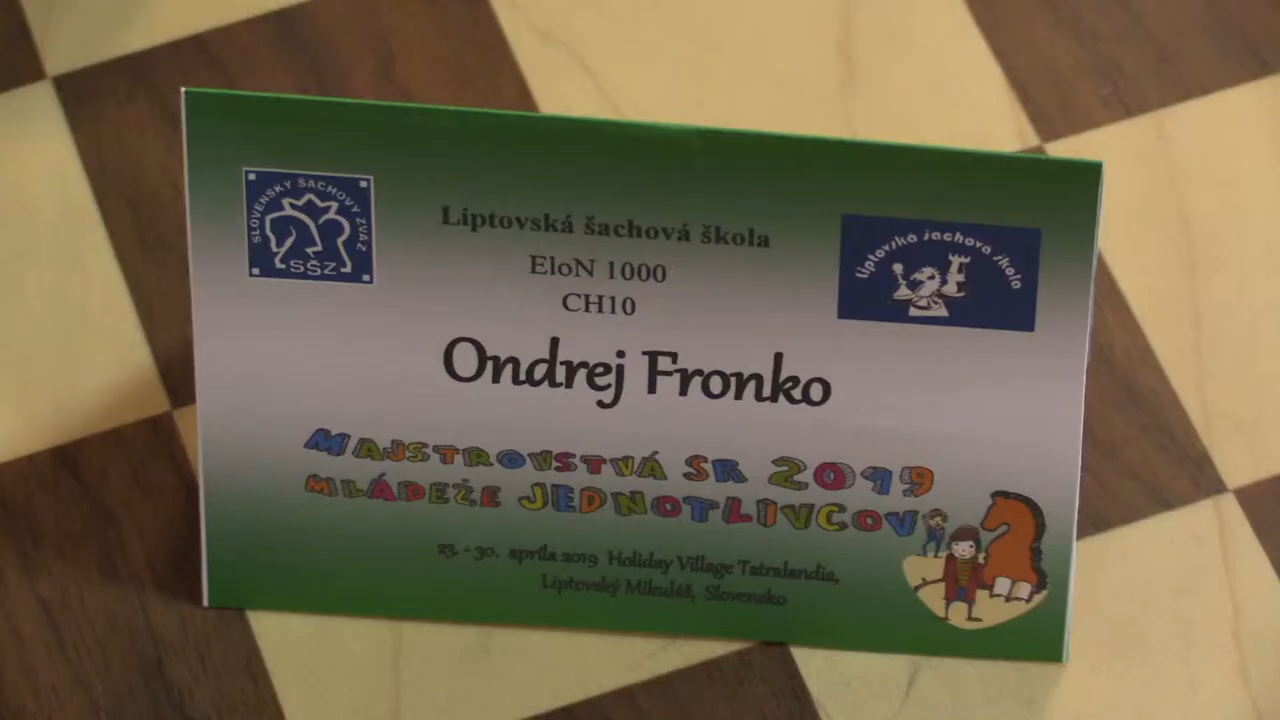 SLOVENSKÝ ŠACHOVÝ ZVÄZ
SŠZ
Liptovská šachová škola
EloN 1000
CH10
liptovská šachová škola
Ondrej Fronko
MAJSTROVSTVÁ SR 2019
MLÁDEŽE JEDNOTLIVCOV
23. - 30. apríla 2019 Holiday Village Tatralandia,
Liptovský Mikuláš, Slovensko